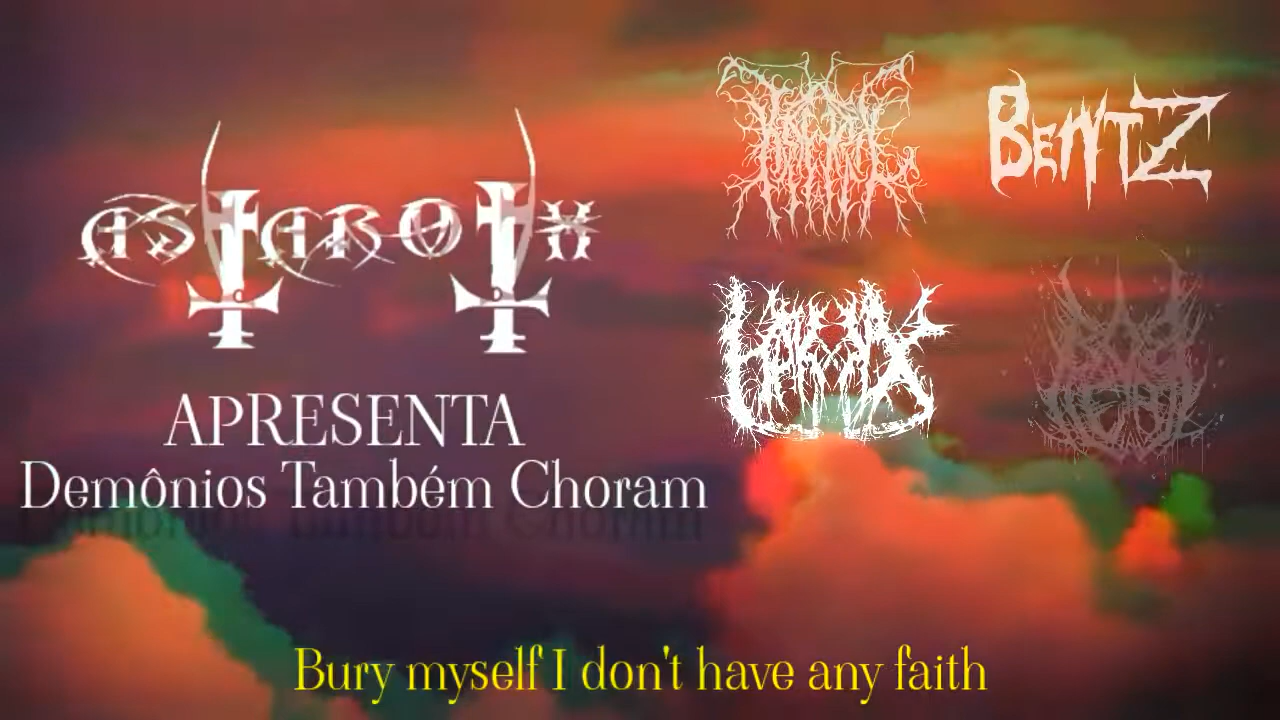 ASTAROTH
APRESENTA
Demônios Também Choram
BENTZ
Bury myself I don't have any faith